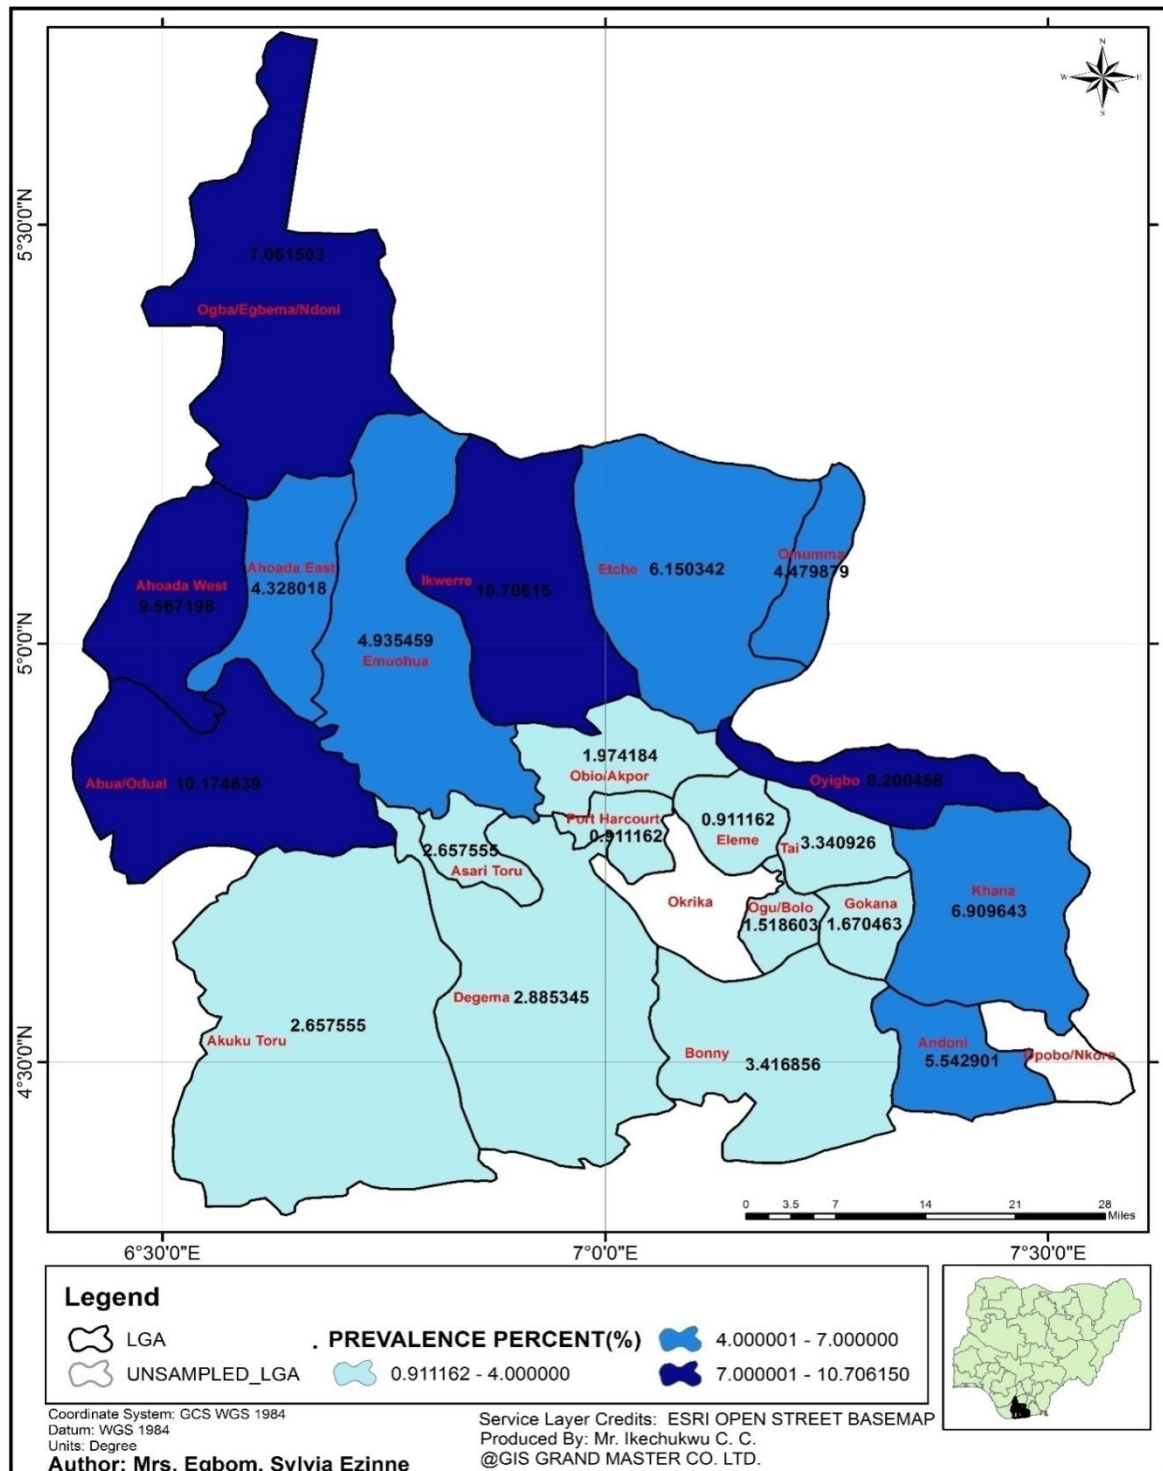 N
W E
S
5°30'0"N
7.061503
Ogba/Egbema/Ndoni
Ahoada West
9.567198
Ahoada East
4.328018
4.935459
Emuohua
Ikwerre
10.70615
Etche 6.150342
Omumma
4.479879
5°0'0"N
Abua/Odual 10.174639
1.974184
Obio/Akpor
Oyigbo 8.200456
Port Harcourt
0.911162
0.911162
Eleme
Tai 3.340926
2.657555
Asari Toru
Okrika
Ogu/Bolo
1.518603
Gokana
1.670463
Khana
6.909643
Degema 2.885345
2.657555
Akuku Toru
Bonny
3.416856
Andoni
5.542901
Opobo/Nkoro
4°30'0"N
0 3.5 7 14 21 28
Miles
6°30'0"E 7°0'0"E 7°30'0"E
Legend
LGA
UNSAMPLED_LGA
. PREVALENCE PERCENT(%)
0.911162 - 4.000000
4.000001 - 7.000000
7.000001 - 10.706150
Coordinate System: GCS WGS 1984
Datum: WGS 1984
Units: Degree
Author: Mrs. Egbom, Sylvia Ezinne
Service Layer Credits: ESRI OPEN STREET BASEMAP
Produced By: Mr. Ikechukwu C. C.
@GIS GRAND MASTER CO. LTD.